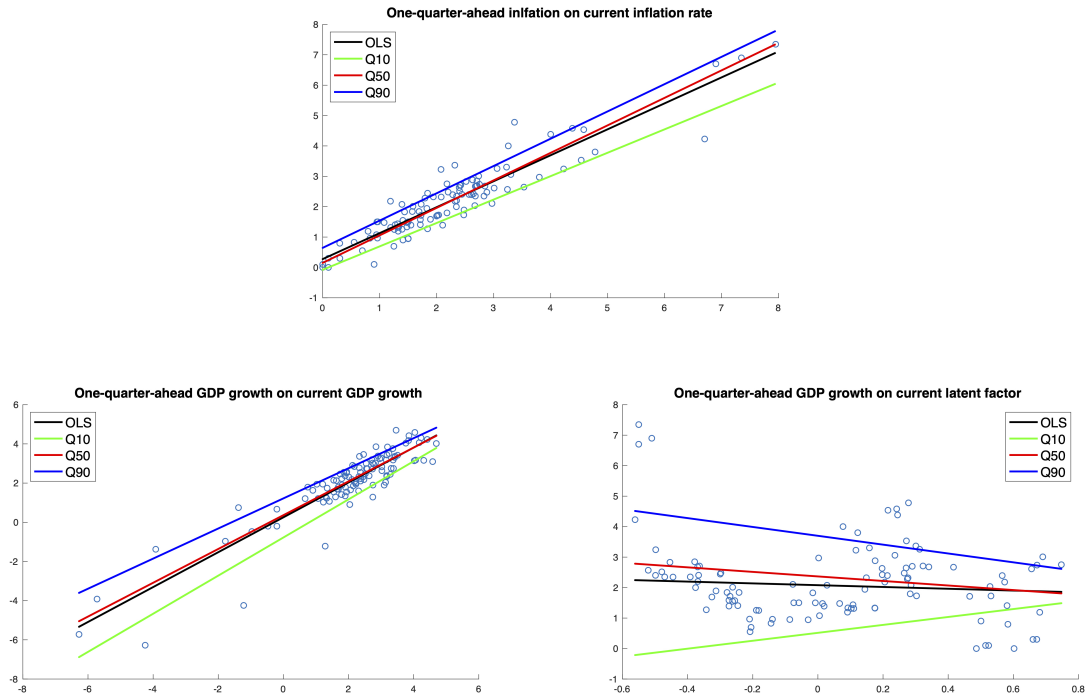 One-quarter-ahead inlfation on current inflation rate
8
7
6
5
4
3
2
1
0
-1
OLS
Q10
Q50
Q90
0 1 2 3 4 5 6 7 8
One-quarter-ahead GDP growth on current GDP growth
6
4
2
0
-2
-4
-6
-8
OLS
Q10
Q50
Q90
-8 -6 -4 -2 0 2 4 6
One-quarter-ahead GDP growth on current latent factor
8
7
6
5
4
3
2
1
0
-1
OLS
Q10
Q50
Q90
-0.6 -0.4 -0.2 0 0.2 0.4 0.6 0.8